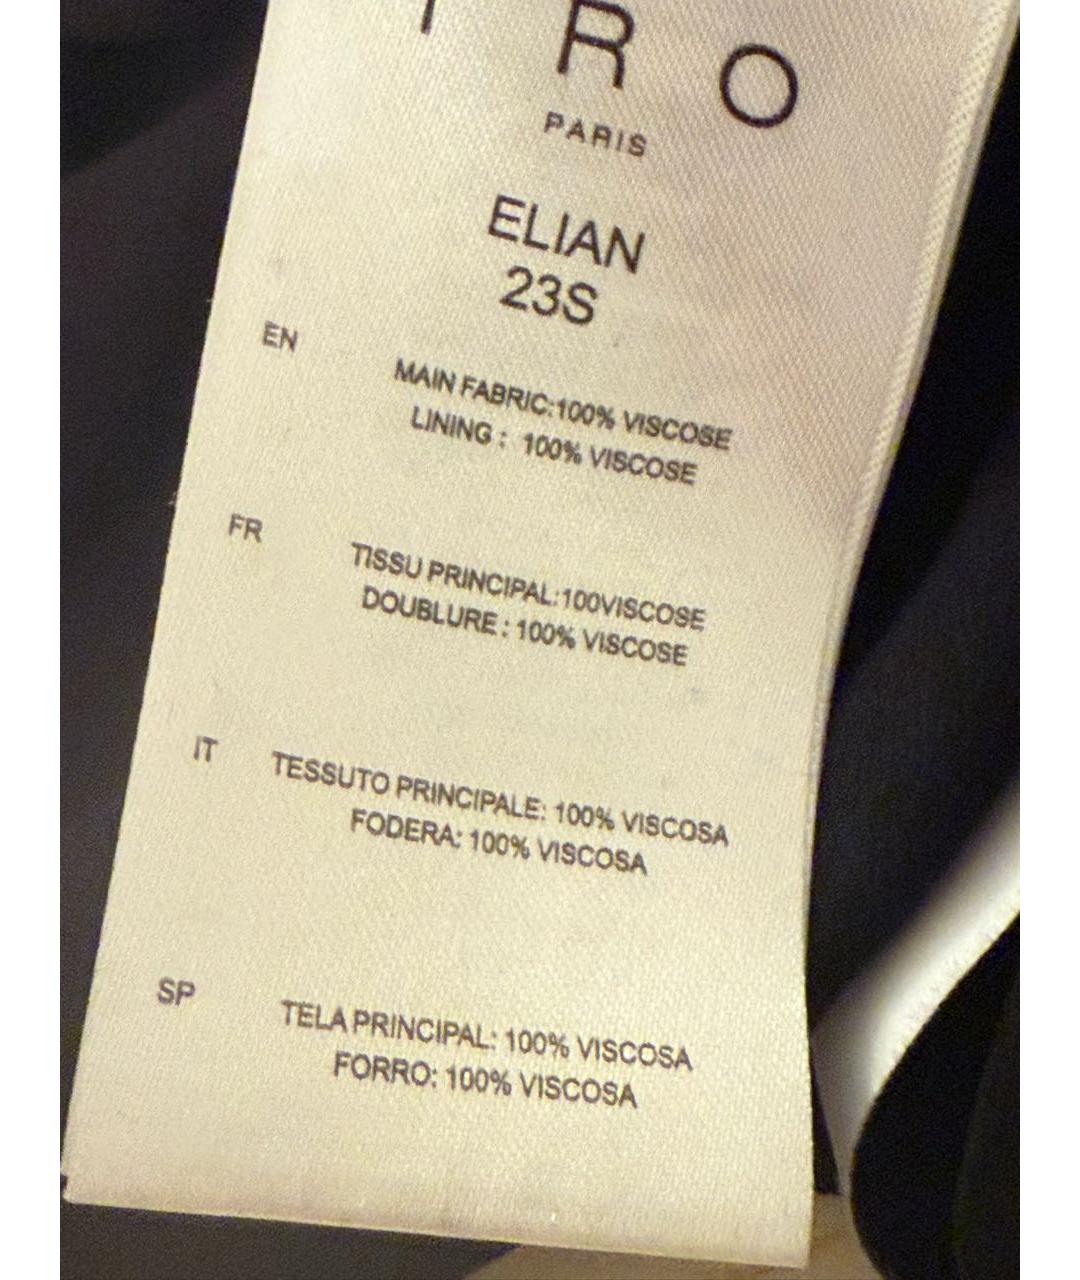 I R O
PARIS
ELIAN
23S
EN
MAIN FABRIC:100% VISCOSE
LINING : 100% VISCOSE
FR
TISSU PRINCIPAL:100VISCOSE
DOUBLURE : 100% VISCOSE
IT
TESSUTO PRINCIPALE: 100% VISCOSA
FODERA: 100% VISCOSA
SP
TELA PRINCIPAL: 100% VISCOSA
FORRO: 100% VISCOSA